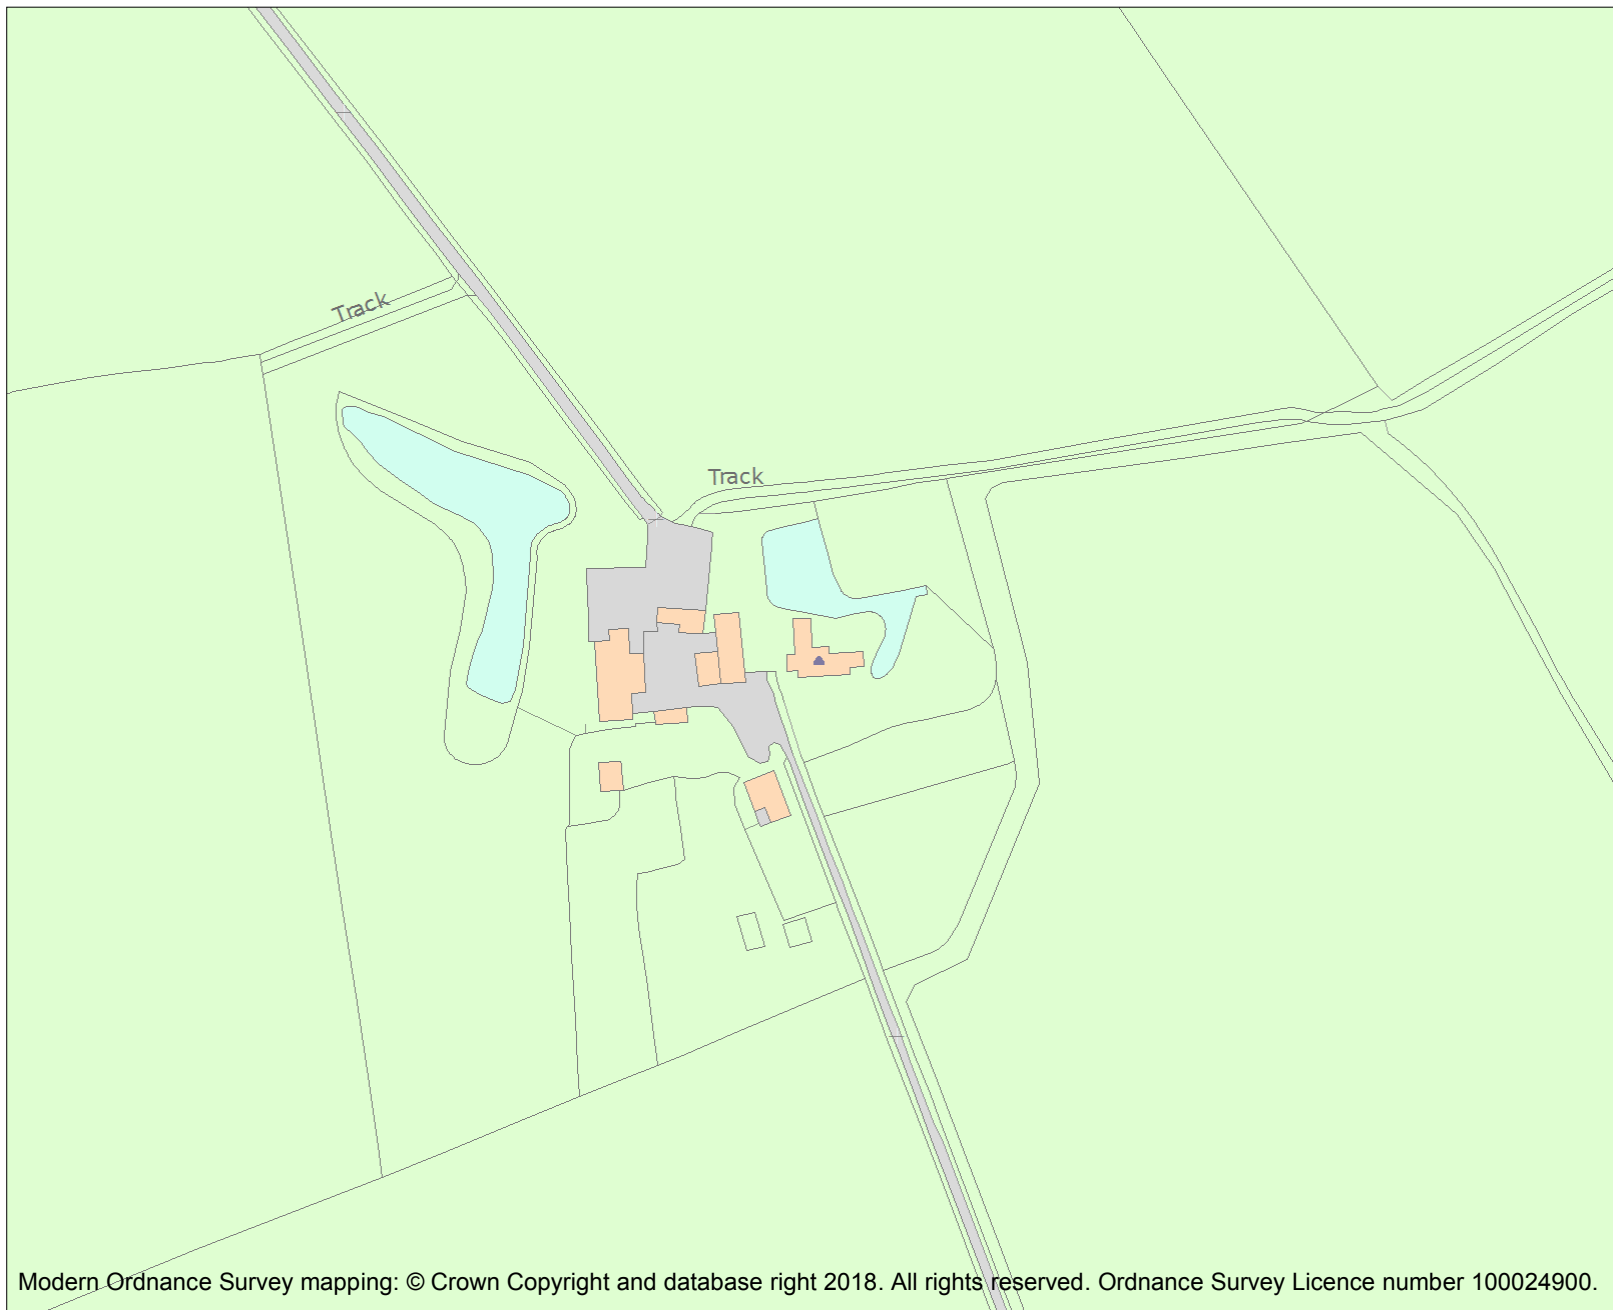 Track
Track
Modern Ordnance Survey mapping: © Crown Copyright and database right 2018. All rights reserved. Ordnance Survey Licence number 100024900.